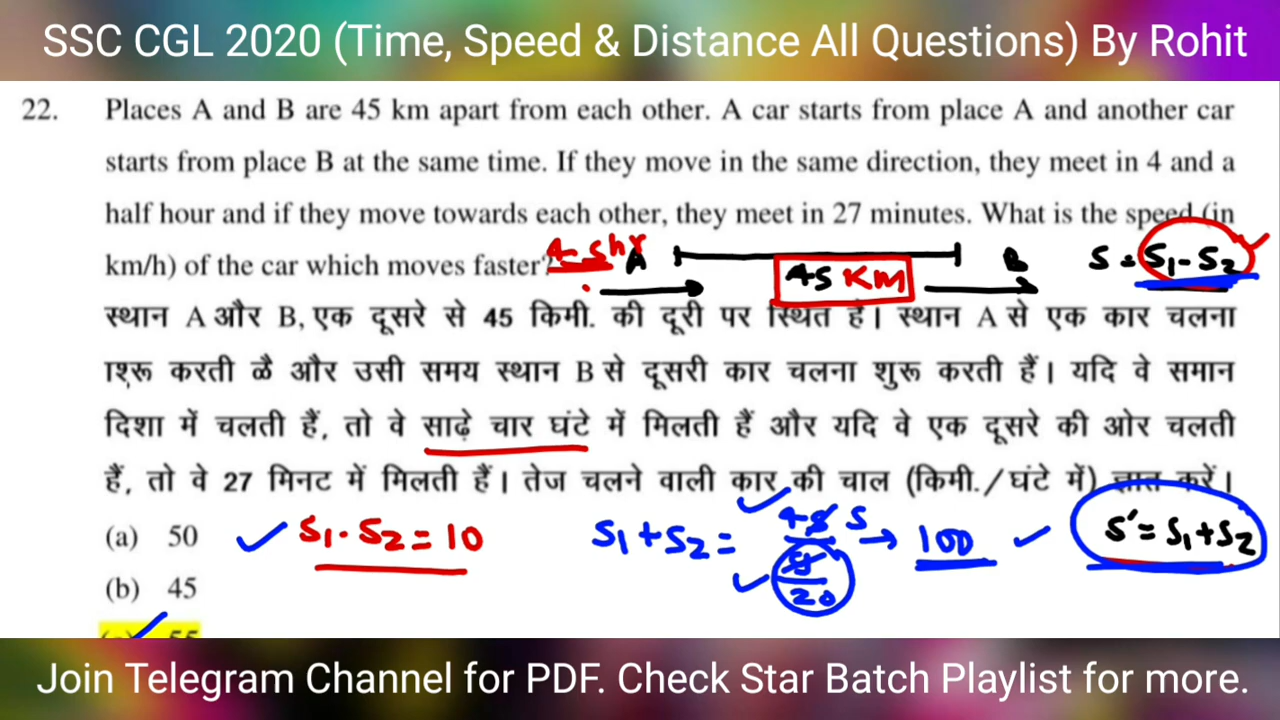 SSC CGL 2020 (Time, Speed & Distance All Questions) By Rohit
22. Places A and B are 45 km apart from each other. A car starts from place A and another car
starts from place B at the same time. If they move in the same direction, they meet in 4 and a
half hour and if they move towards each other, they meet in 27 minutes. What is the speed (in
km/h) of the car which moves faster?
4.5hr A 45 KM B S = S₁ - S₂
स्थान A और B, एक दूसरे से 45 किमी. की दूरी पर स्थित है। स्थान A से एक कार चलना
श्शुरू करती ळै और उसी समय स्थान B से दूसरी कार चलना शुरू करती हैं। यदि वे समान
दिशा में चलती हैं, तो वे साढ़े चार घंटे में मिलती हैं और यदि वे एक दूसरे की ओर चलती
हैं, तो वे 27 मिनट में मिलती हैं। तेज चलने वाली कार की चाल (किमी./घंटे में) ज्ञात करें।
(a) 50 S₁ - S₂ = 10 S₁ + S₂ = 45 5 20 → 100 S' = S₁ + S₂
(b) 45
55
Join Telegram Channel for PDF. Check Star Batch Playlist for more.